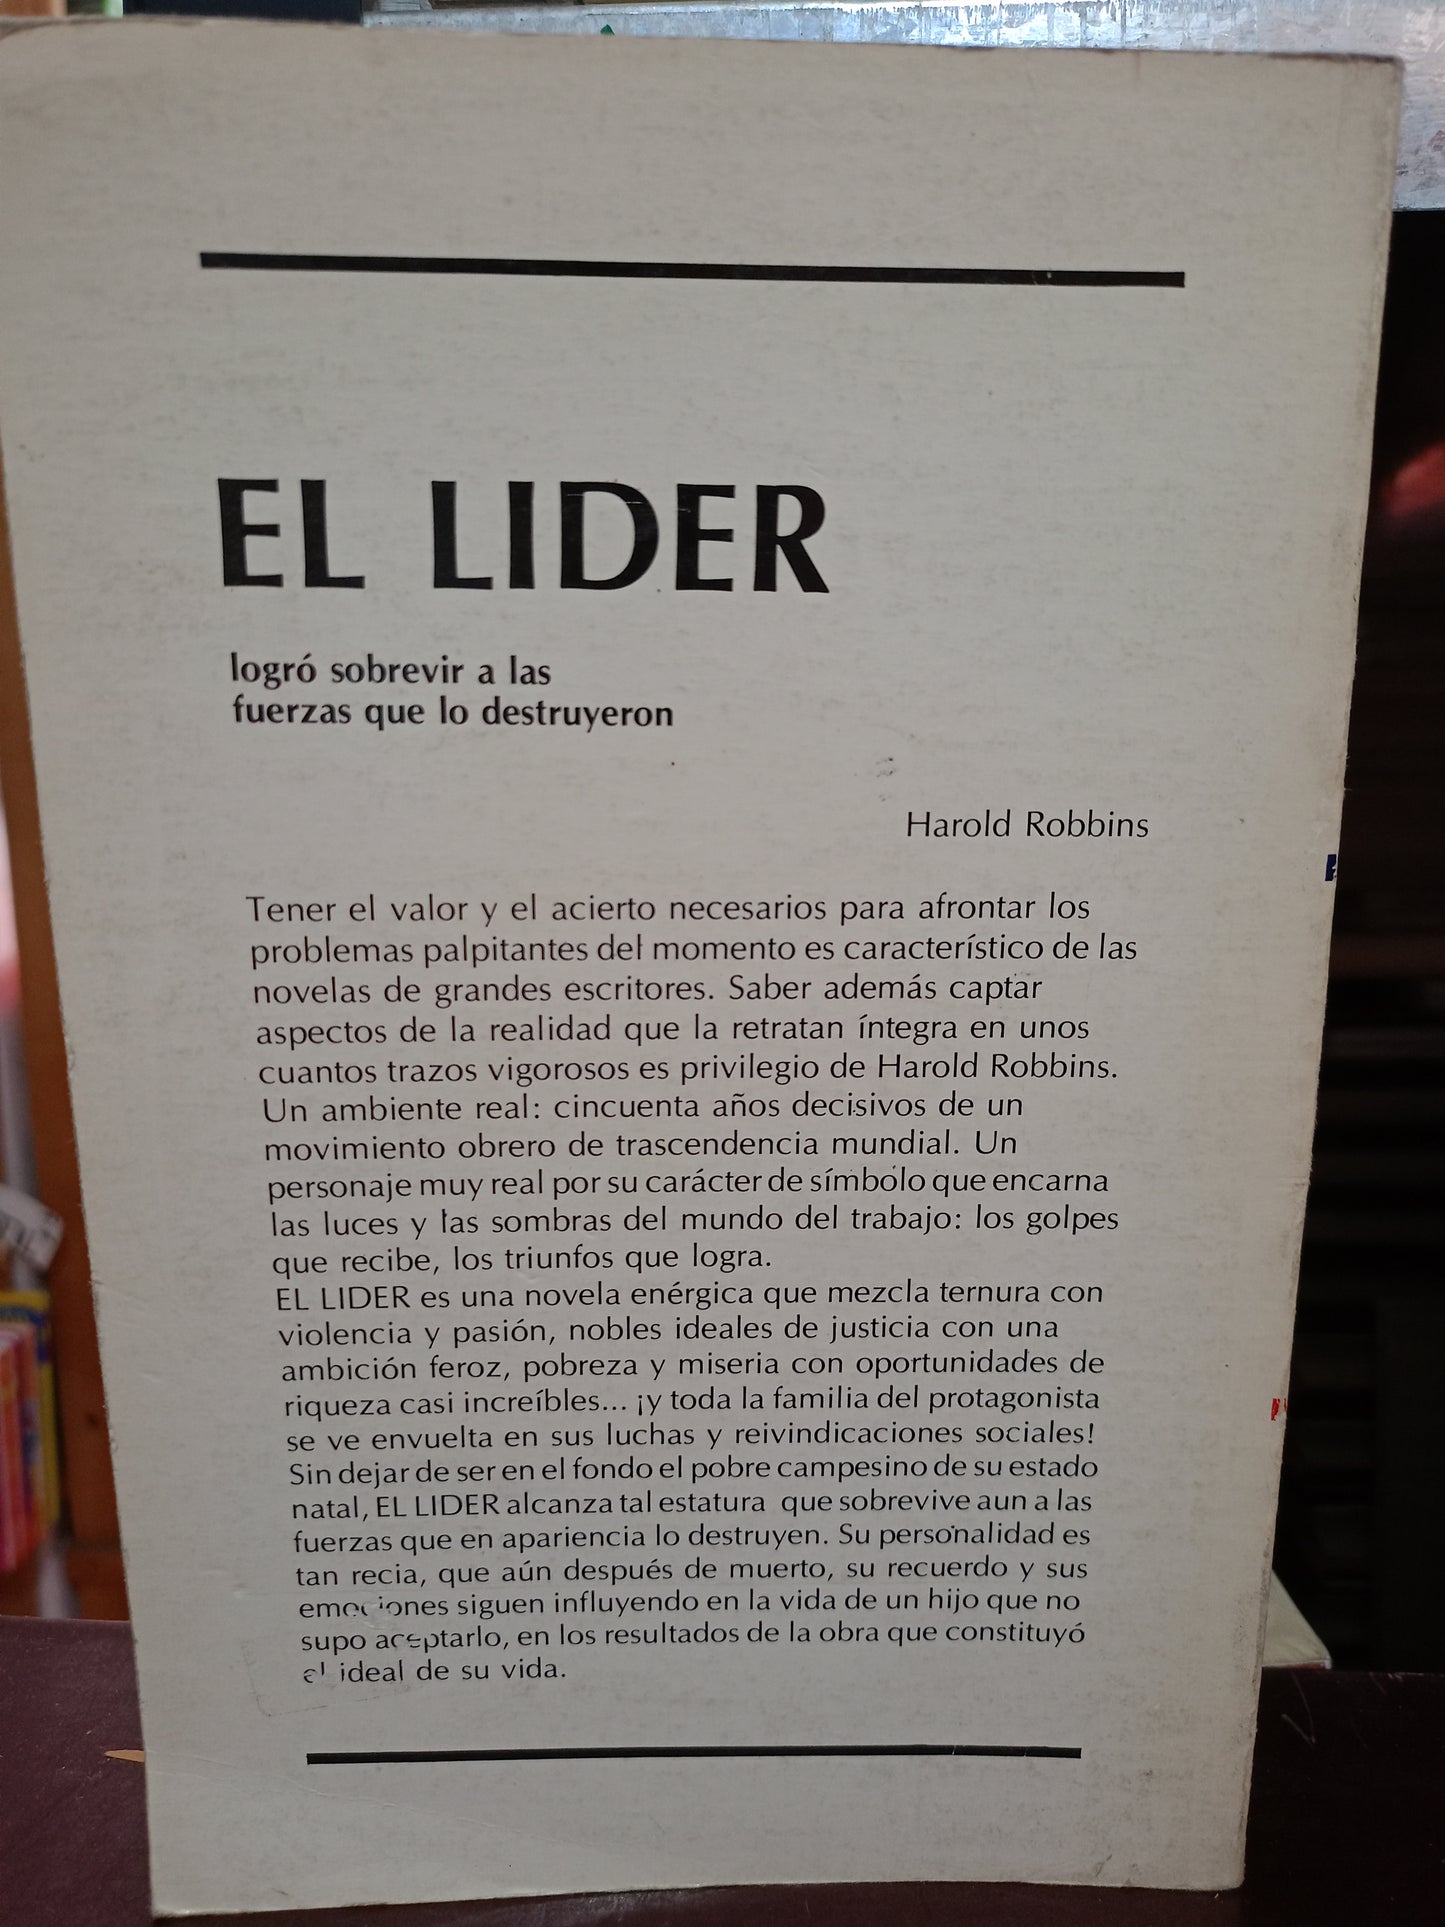 EL LIDER
logró sobrevir a las
fuerzas que lo destruyeron
Harold Robbins
Tener el valor y el acierto necesarios para afrontar los
problemas palpitantes del momento es característico de las
novelas de grandes escritores. Saber además captar
aspectos de la realidad que la retratan íntegra en unos
cuantos trazos vigorosos es privilegio de Harold Robbins.
Un ambiente real: cincuenta años decisivos de un
movimiento obrero de trascendencia mundial. Un
personaje muy real por su carácter de símbolo que encarna
las luces y las sombras del mundo del trabajo: los golpes
que recibe, los triunfos que logra.
EL LIDER es una novela enérgica que mezcla ternura con
violencia y pasión, nobles ideales de justicia con una
ambición feroz, pobreza y miseria con oportunidades de
riqueza casi increíbles... ¡y toda la familia del protagonista
se ve envuelta en sus luchas y reivindicaciones sociales!
Sin dejar de ser en el fondo el pobre campesino de su estado
natal, EL LIDER alcanza tal estatura que sobrevive aun a las
fuerzas que en apariencia lo destruyen. Su personalidad es
tan recia, que aún después de muerto, su recuerdo y sus
emociones siguen influyendo en la vida de un hijo que no
supo aceptarlo, en los resultados de la obra que constituyó
el ideal de su vida.